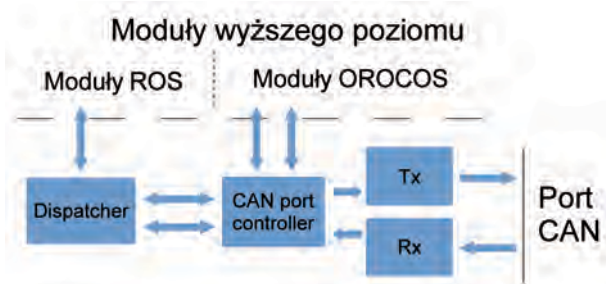 Moduły wyższego poziomu
Moduły ROS
Moduły OROCOS
Dispatcher
CAN port
controller
Tx
Rx
Port
CAN